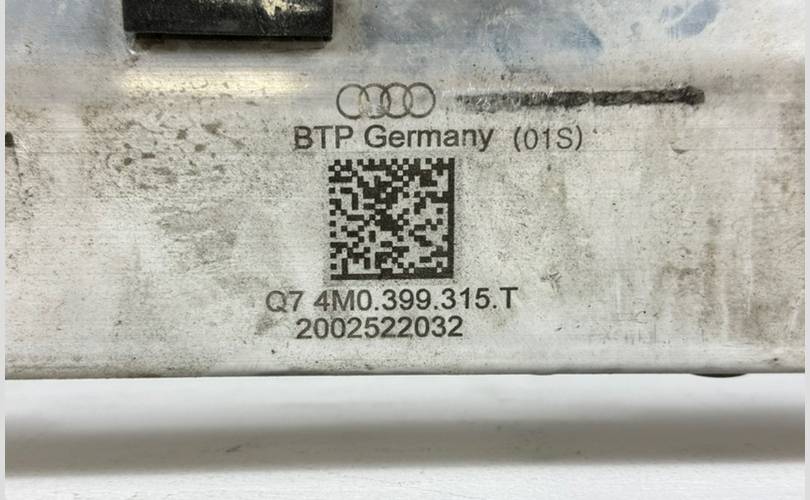 BTP Germany (01S)
Q7 4M0.399.315.T
2002522032